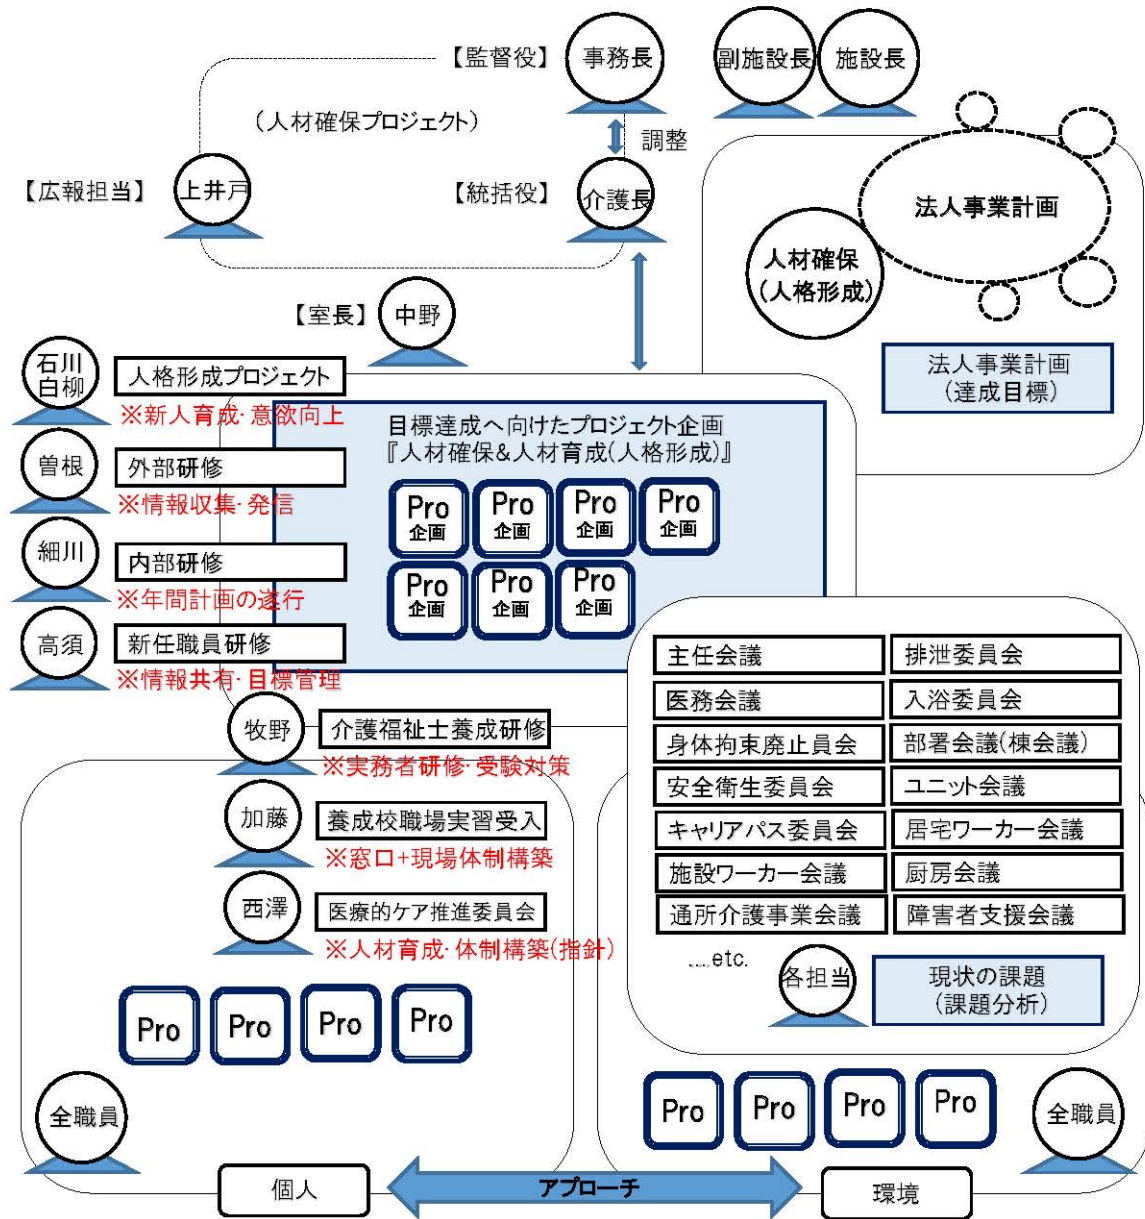 【監督役】
事務長
副施設長
施設長
（人材確保プロジェクト）
調整
【広報担当】
上井戸
【統括役】
介護長
法人事業計画
人材確保
(人格形成)
【室長】
中野
法人事業計画
(達成目標)
石川
白柳
人格形成プロジェクト
※新人育成･意欲向上
目標達成へ向けたプロジェクト企画
『人材確保&人材育成(人格形成)』
曽根
外部研修
※情報収集･発信
Pro
企画
Pro
企画
Pro
企画
Pro
企画
細川
内部研修
※年間計画の遂行
Pro
企画
Pro
企画
Pro
企画
高須
新任職員研修
※情報共有･目標管理
牧野
介護福祉士養成研修
※実務者研修･受験対策
加藤
養成校職場実習受入
※窓口+現場体制構築
西澤
医療的ケア推進委員会
※人材育成･体制構築(指針)
主任会議
排泄委員会
医務会議
入浴委員会
身体拘束廃止員会
部署会議(棟会議)
安全衛生委員会
ユニット会議
キャリアパス委員会
居宅ワーカー会議
施設ワーカー会議
厨房会議
通所介護事業会議
障害者支援会議
....etc.
各担当
現状の課題
(課題分析)
Pro
Pro
Pro
Pro
全職員
Pro
Pro
Pro
Pro
全職員
個人
アプローチ
環境